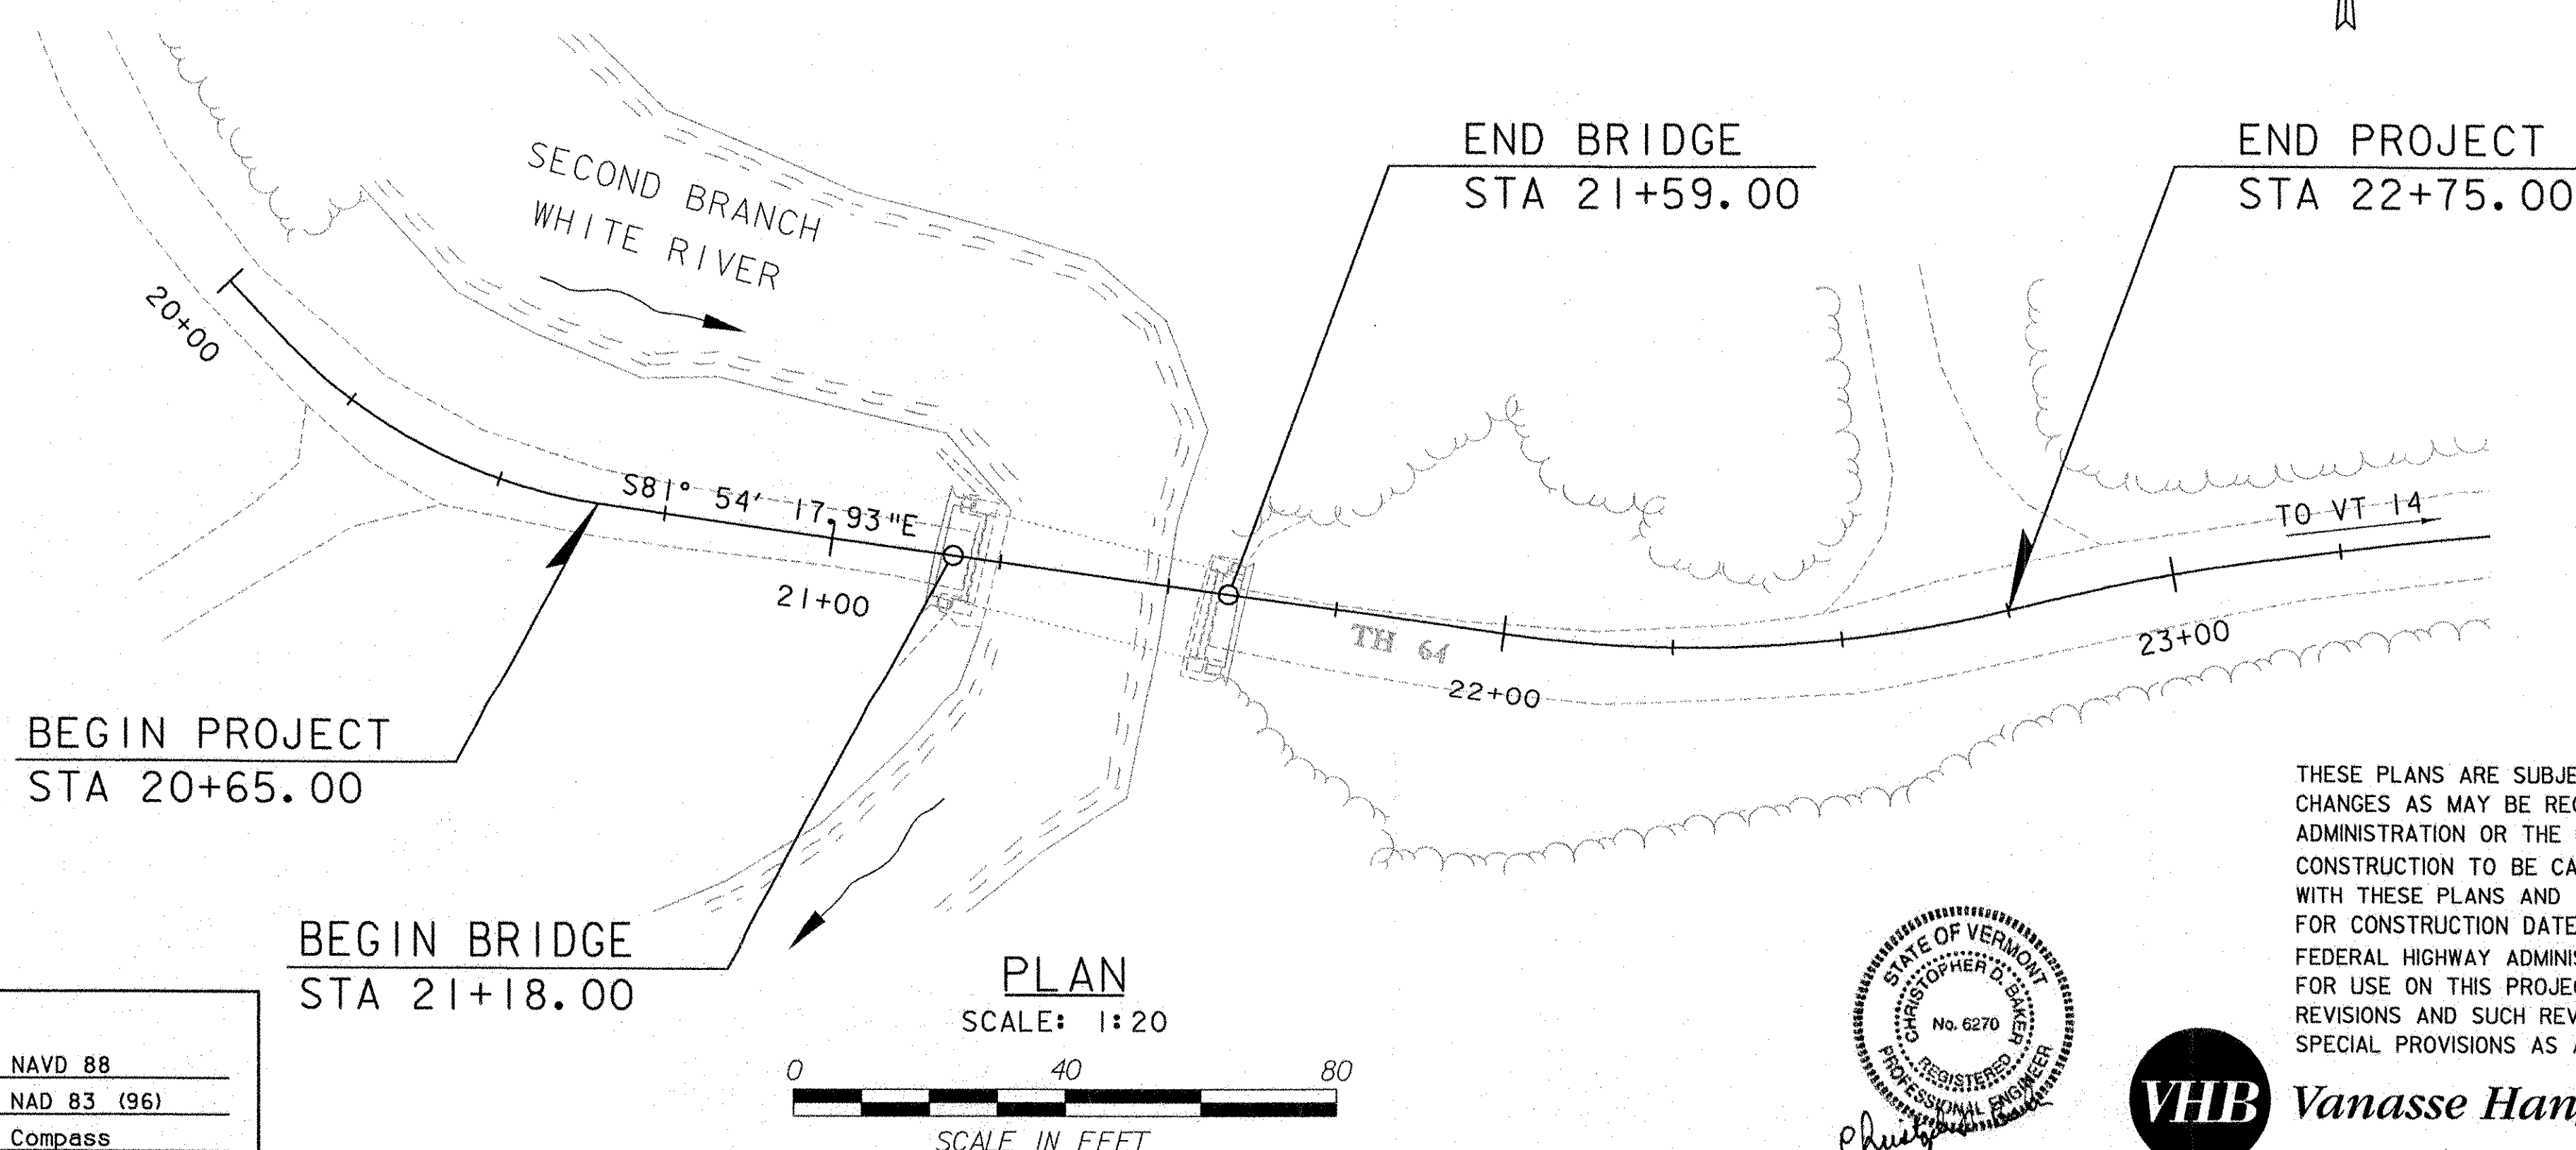 END BRIDGE
STA 21+59.00
END PROJECT
STA 22+75.00
SECOND BRANCH
WHITE RIVER
20+00
S81° 54' 17.93"E
21+00
TH 64
22+00
23+00
TO VT 14
BEGIN PROJECT
STA 20+65.00
BEGIN BRIDGE
STA 21+18.00
PLAN
SCALE: 1:20
0 40 80
SCALE IN FEET
NAVD 88
NAD 83 (96)
Compass
STATE OF VERMONT
CHRISTOPHER D. BAKER
No. 6270
REGISTERED
PROFESSIONAL ENGINEER
THESE PLANS ARE SUBJE
CHANGES AS MAY BE REQ
ADMINISTRATION OR THE
CONSTRUCTION TO BE CA
WITH THESE PLANS AND
FOR CONSTRUCTION DATE
FEDERAL HIGHWAY ADMINIS
FOR USE ON THIS PROJEC
REVISIONS AND SUCH REV
SPECIAL PROVISIONS AS A
VHB Vanasse Han